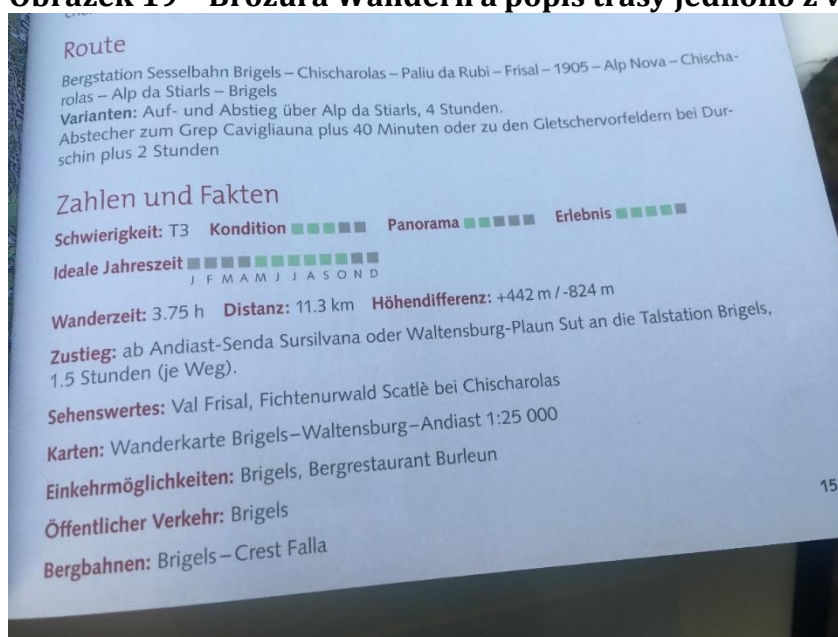 Obrázek 19 – Brožura Wandern a popis trasy jednoho z
Route
Bergstation Sesselbahn Brigels – Chischarolas – Paliu da Rubi – Frisal – 1905 – Alp Nova – Chischa-
rolas – Alp da Stiarls – Brigels
Varianten: Auf- und Abstieg über Alp da Stiarls, 4 Stunden.
Abstecher zum Grep Cavigliauna plus 40 Minuten oder zu den Gletschervorfeldern bei Dur-
schin plus 2 Stunden
Zahlen und Fakten
Schwierigkeit: T3 Kondition Panorama Erlebnis
Ideale Jahreszeit
J F M A M J J A S O N D
Wanderzeit: 3.75 h Distanz: 11.3 km Höhendifferenz: +442 m/-824 m
Zustieg: ab Andiast-Senda Sursilvana oder Waltensburg-Plaun Sut an die Talstation Brigels,
1.5 Stunden (je Weg).
Sehenswertes: Val Frisal, Fichtenurwald Scatlè bei Chischarolas
Karten: Wanderkarte Brigels–Waltensburg–Andiast 1:25 000
Einkehrmöglichkeiten: Brigels, Bergrestaurant Burleun
Öffentlicher Verkehr: Brigels
15
Bergbahnen: Brigels–Crest Falla